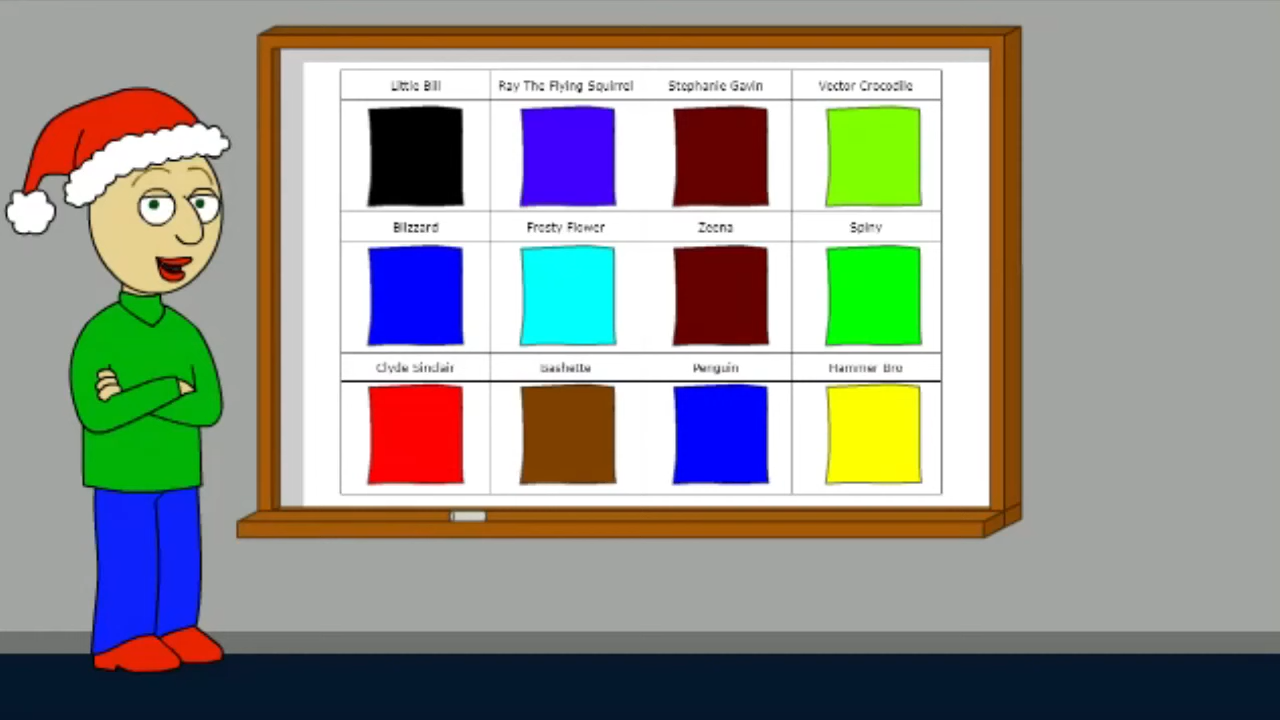 Little Bill Ray The Flying Squirrel Stephanie Gavin Vector Crocodile
Blizzard Frosty Flower Zeena Spiny
Clyde Sinclair Bashette Penguin Hammer Bro